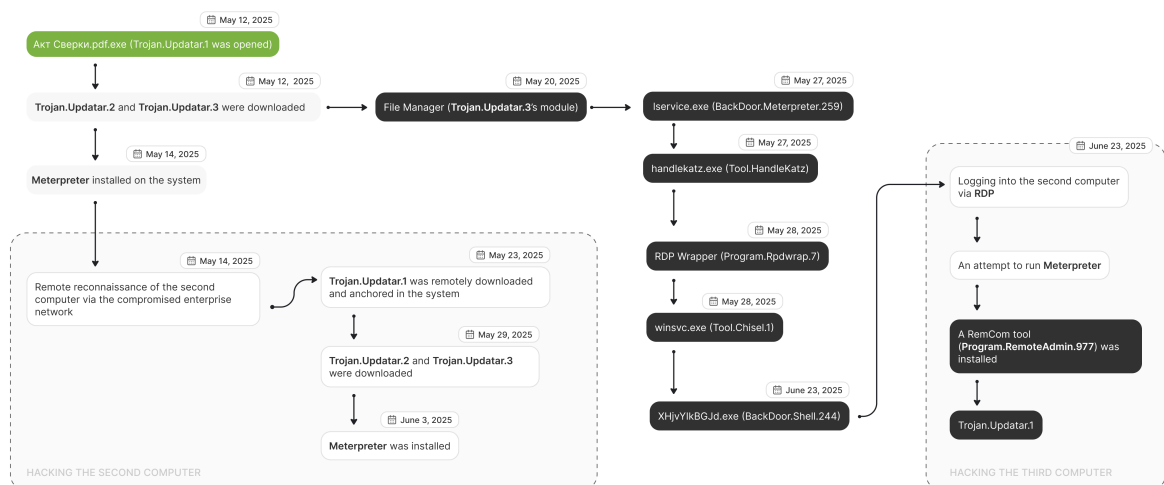 May 12, 2025
Акт Сверки.pdf.exe (Trojan.Updatar.1 was opened)
May 12, 2025
Trojan.Updatar.2 and Trojan.Updatar.3 were downloaded
May 14, 2025
Meterpreter installed on the system
May 14, 2025
Remote reconnaissance of the second
computer via the compromised enterprise
network
May 23, 2025
Trojan.Updatar.1 was remotely downloaded
and anchored in the system
May 29, 2025
Trojan.Updatar.2 and Trojan.Updatar.3
were downloaded
June 3, 2025
Meterpreter was installed
HACKING THE SECOND COMPUTER
May 20, 2025
File Manager (Trojan.Updatar.3's module)
May 27, 2025
lservice.exe (BackDoor.Meterpreter.259)
May 27, 2025
handlekatz.exe (Tool.HandleKatz)
May 28, 2025
RDP Wrapper (Program.Rpdwrap.7)
May 28, 2025
winsvc.exe (Tool.Chisel.1)
June 23, 2025
XHjvYIkBGJd.exe (BackDoor.Shell.244)
June 23, 2025
Logging into the second computer
via RDP
An attempt to run Meterpreter
A RemCom tool
(Program.RemoteAdmin.977) was
installed
Trojan.Updatar.1
HACKING THE THIRD COMPUTER